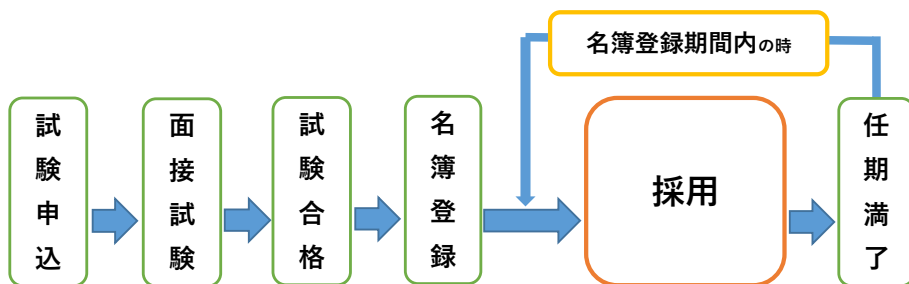 名簿登録期間内の時
試験申込
面接試験
試験合格
名簿登録
採用
任期満了